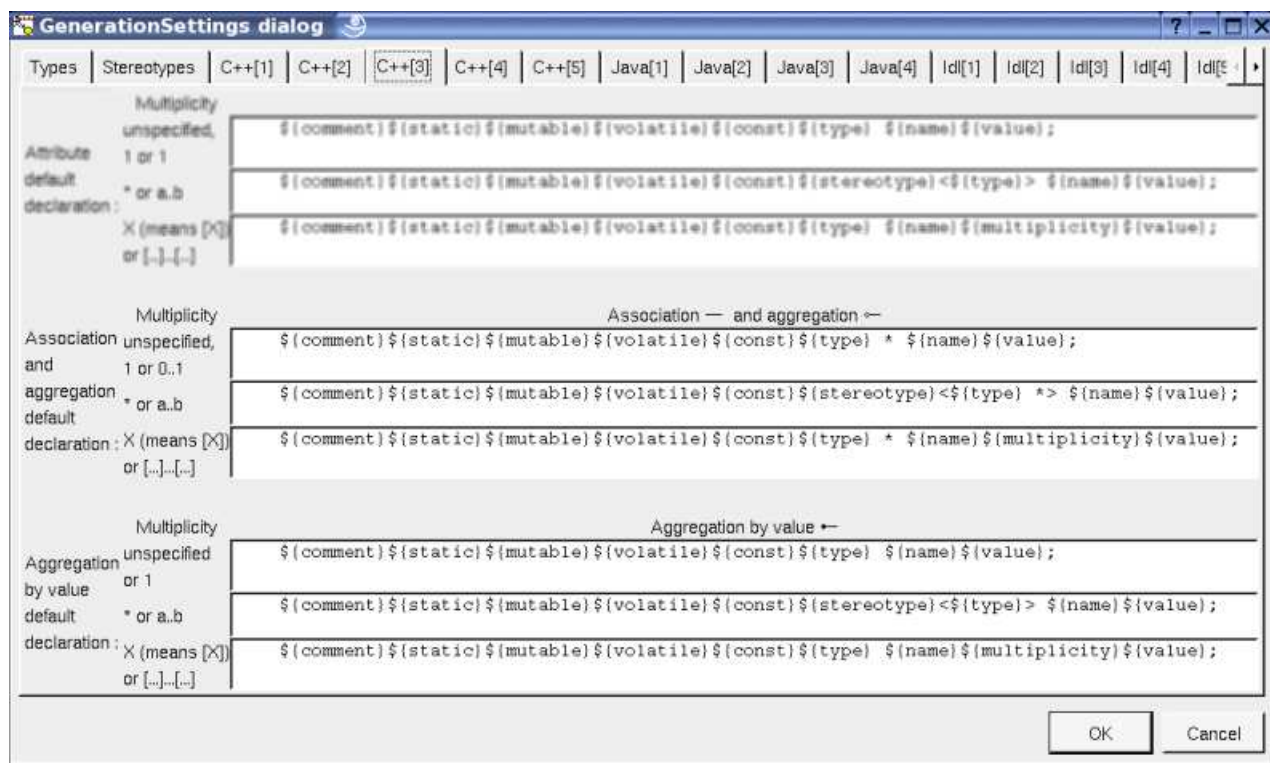 GenerationSettings dialog
Types Stereotypes C++[1] C++[2] C++[3] C++[4] C++[5] Java[1] Java[2] Java[3] Java[4] Idl[1] Idl[2] Idl[3] Idl[4] Idl[5
Multiplicity
Attribute default declaration :
unspecified, 1 or 1
${comment}${static}${mutable}${volatile}${const}${type} ${name}${value};
* or a..b
${comment}${static}${mutable}${volatile}${const}${stereotype}<${type}> ${name}${value};
X (means [X]) or [...]...[...]
${comment}${static}${mutable}${volatile}${const}${type} ${name}${multiplicity}${value};
Multiplicity
Association — and aggregation
Association and aggregation default declaration :
unspecified, 1 or 0..1
${comment}${static}${mutable}${volatile}${const}${type} * ${name}${value};
* or a..b
${comment}${static}${mutable}${volatile}${const}${stereotype}<${type} *> ${name}${value};
X (means [X]) or [...]...[...]
${comment}${static}${mutable}${volatile}${const}${type} * ${name}${multiplicity}${value};
Multiplicity
Aggregation by value
Aggregation by value default declaration :
unspecified or 1
${comment}${static}${mutable}${volatile}${const}${type} ${name}${value};
* or a..b
${comment}${static}${mutable}${volatile}${const}${stereotype}<${type}> ${name}${value};
X (means [X]) or [...]...[...]
${comment}${static}${mutable}${volatile}${const}${type} ${name}${multiplicity}${value};
OK Cancel